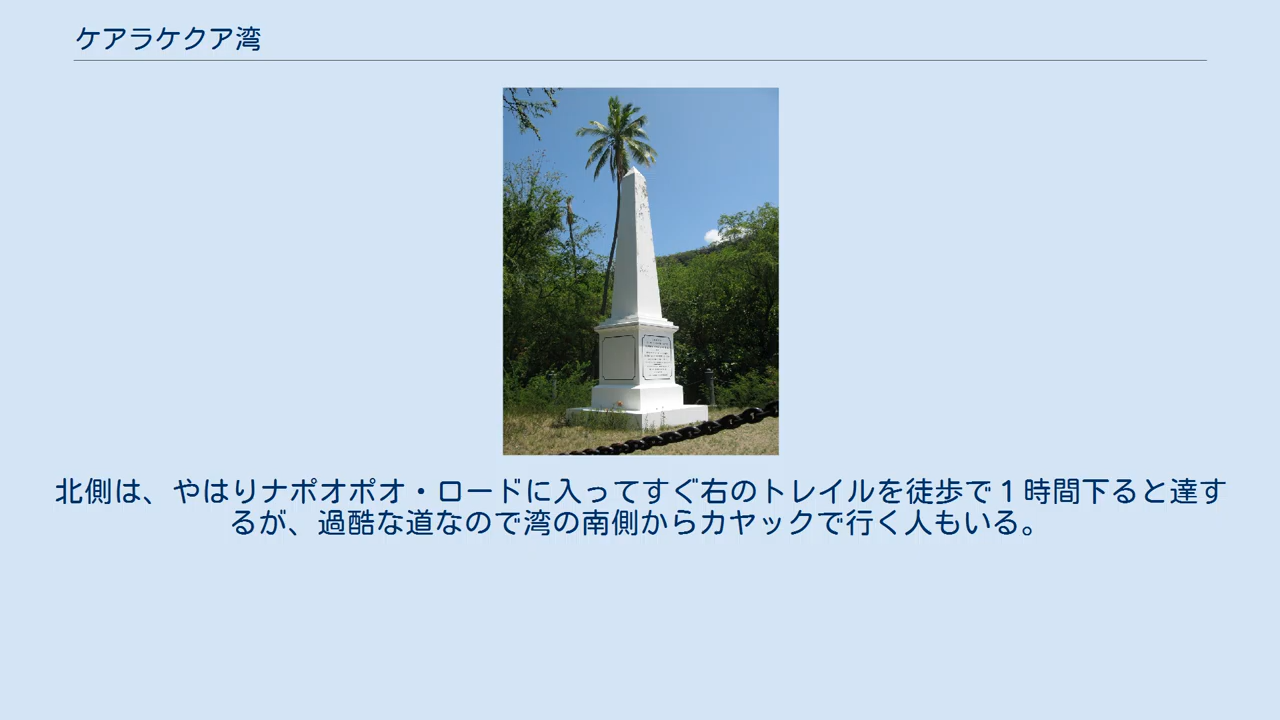 ケアラケクア湾
北側は、やはりナポオポオ・ロードに入ってすぐ右のトレイルを徒歩で１時間下ると達す
るが、過酷な道なので湾の南側からカヤックで行く人もいる。